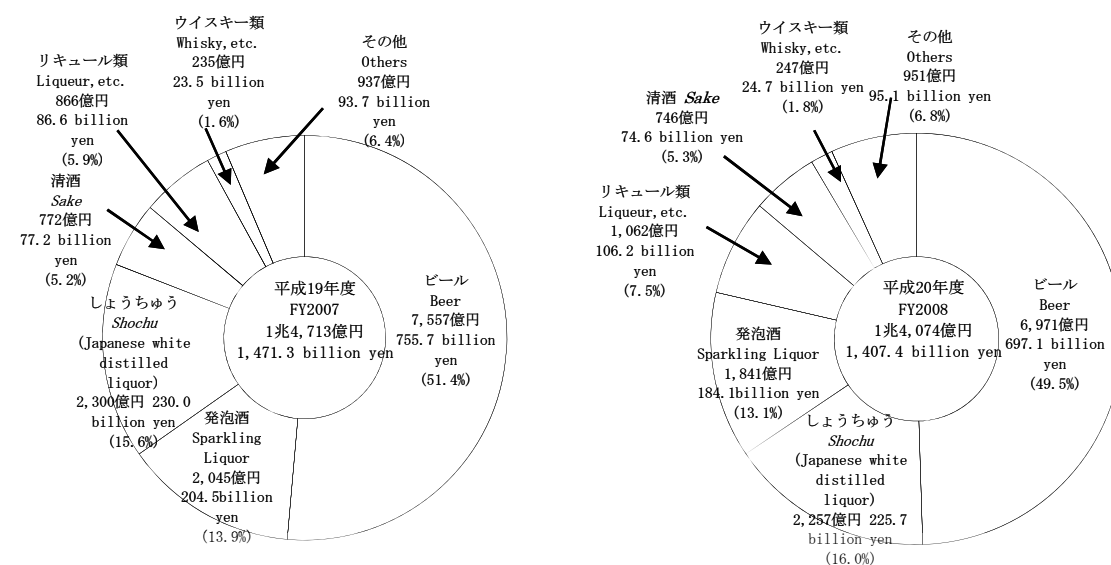 ウイスキー類
Whisky,etc.
235億円
23.5 billion
yen
(1.6%)
その他
Others
937億円
93.7 billion
yen
(6.4%)
リキュール類
Liqueur,etc.
866億円
86.6 billion
yen
(5.9%)
清酒
Sake
772億円
77.2 billion
yen
(5.2%)
しょうちゅう
Shochu
(Japanese white
distilled
liquor)
2,300億円 230.0
billion yen
(15.6%)
発泡酒
Sparkling
Liquor
2,045億円
204.5billion
yen
(13.9%)
平成19年度
FY2007
1兆4,713億円
1,471.3 billion yen
ビール
Beer
7,557億円
755.7 billion
yen
(51.4%)
ウイスキー類
Whisky,etc.
247億円
24.7 billion yen
(1.8%)
その他
Others
951億円
95.1 billion yen
(6.8%)
清酒 Sake
746億円
74.6 billion yen
(5.3%)
リキュール類
Liqueur,etc.
1,062億円
106.2 billion
yen
(7.5%)
発泡酒
Sparkling Liquor
1,841億円
184.1billion yen
(13.1%)
しょうちゅう
Shochu
(Japanese white
distilled
liquor)
2,257億円 225.7
billion yen
(16.0%)
平成20年度
FY2008
1兆4,074億円
1,407.4 billion yen
ビール
Beer
6,971億円
697.1 billion
yen
(49.5%)